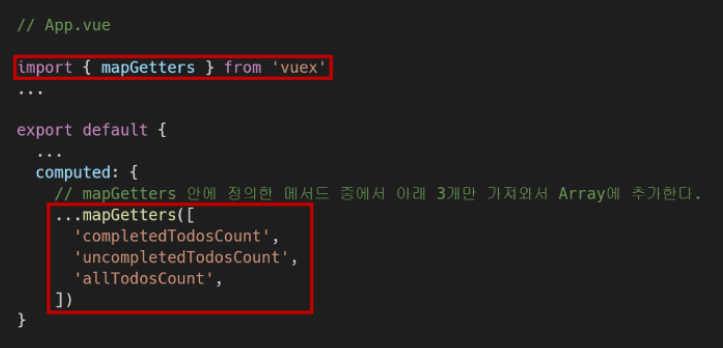 // App.vue
import { mapGetters } from 'vuex'
...
export default {
  ...
  computed: {
    // mapGetters 안에 정의한 메서드 중에서 아래 3개만 가져와서 Array에 추가한다.
    ...mapGetters([
      'completedTodosCount',
      'uncompletedTodosCount',
      'allTodosCount',
    ])
}